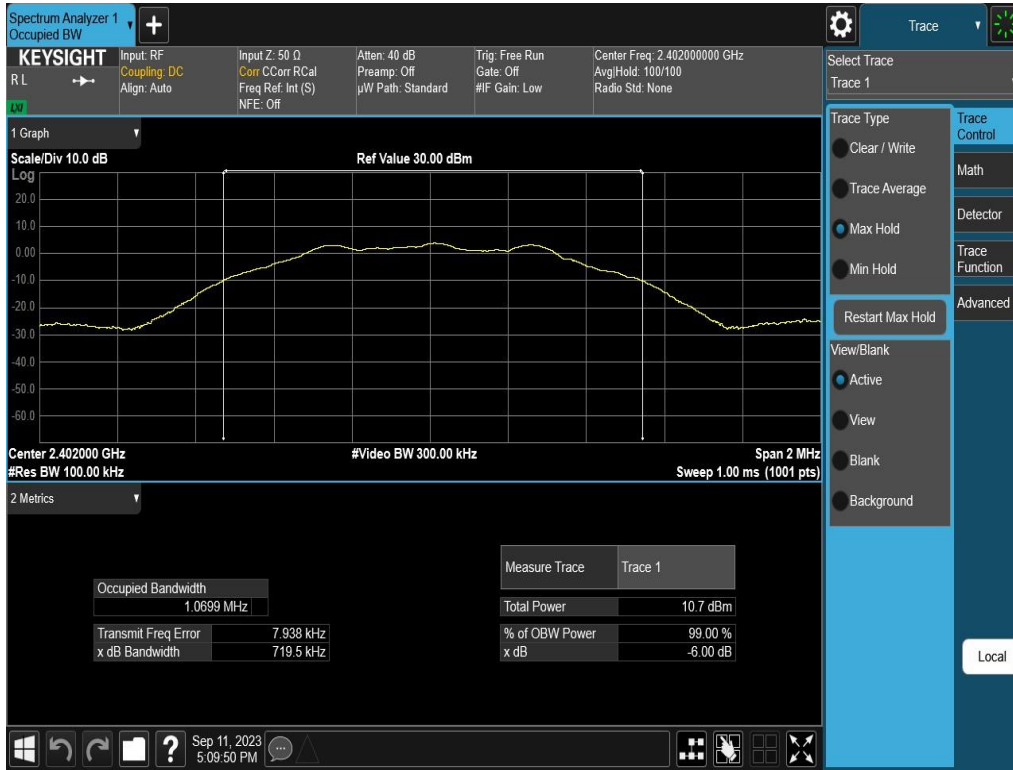 Spectrum Analyzer 1
Occupied BW
+
Trace
KEYSIGHT
R L
LXI
Input: RF
Coupling: DC
Align: Auto
Input Z: 50 Ω
Corr CCorr RCal
Freq Ref: Int (S)
NFE: Off
Atten: 40 dB
Preamp: Off
µW Path: Standard
Trig: Free Run
Gate: Off
#IF Gain: Low
Center Freq: 2.402000000 GHz
Avg|Hold: 100/100
Radio Std: None
Select Trace
Trace 1
1 Graph
Scale/Div 10.0 dB
Ref Value 30.00 dBm
Log
20.0
10.0
0.00
-10.0
-20.0
-30.0
-40.0
-50.0
-60.0
Center 2.402000 GHz
#Video BW 300.00 kHz
Span 2 MHz
#Res BW 100.00 kHz
Sweep 1.00 ms (1001 pts)
Trace Type
Clear / Write
Trace Average
Max Hold
Min Hold
Restart Max Hold
View/Blank
Active
View
Blank
Background
Trace
Control
Math
Detector
Trace
Function
Advanced
Local
2 Metrics
Occupied Bandwidth
1.0699 MHz
Transmit Freq Error 7.938 kHz
x dB Bandwidth 719.5 kHz
Measure Trace Trace 1
Total Power 10.7 dBm
% of OBW Power 99.00 %
x dB -6.00 dB
?
Sep 11, 2023
5:09:50 PM